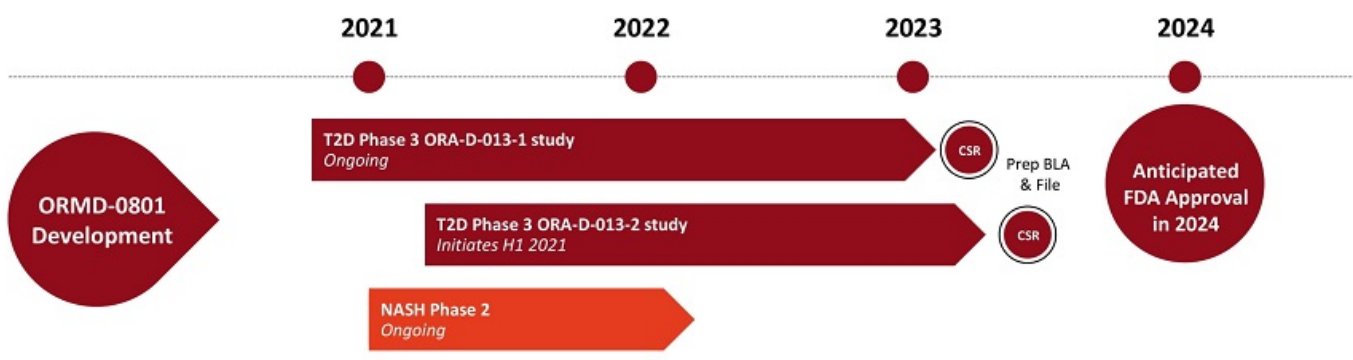 2021
2022
2023
2024
ORMD-0801
Development
T2D Phase 3 ORA-D-013-1 study
Ongoing
CSR
Prep BLA
& File
T2D Phase 3 ORA-D-013-2 study
Initiates H1 2021
CSR
NASH Phase 2
Ongoing
Anticipated
FDA Approval
in 2024